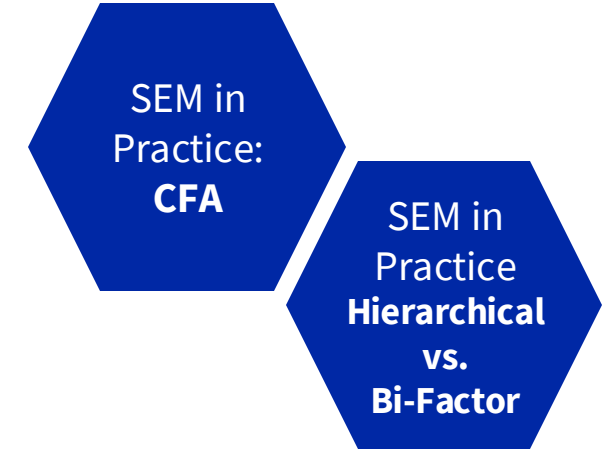 SEM in
Practice:
CFA
SEM in
Practice
Hierarchical
vs.
Bi-Factor